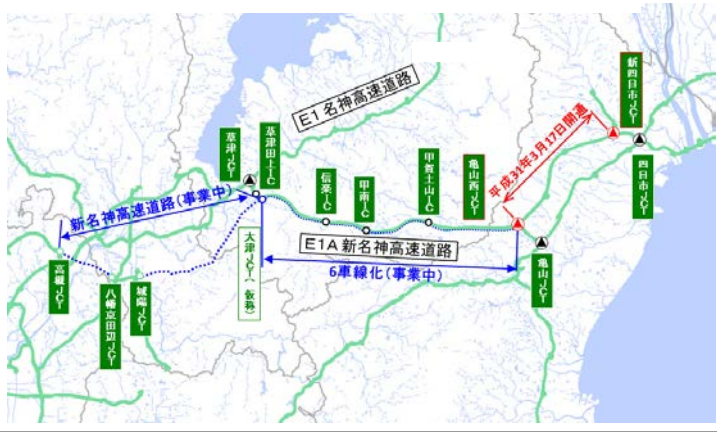 E1 名神高速道路
新四日市JCT
四日市JCT
平成31年3月17日開通
草津JCT
草津田上IC
信楽IC
甲南IC
甲賀土山IC
亀山西JCT
亀山JCT
新名神高速道路(事業中)
E1A 新名神高速道路
6車線化(事業中)
大津JCT(仮称)
高槻JCT
八幡京田辺JCT
城陽JCT